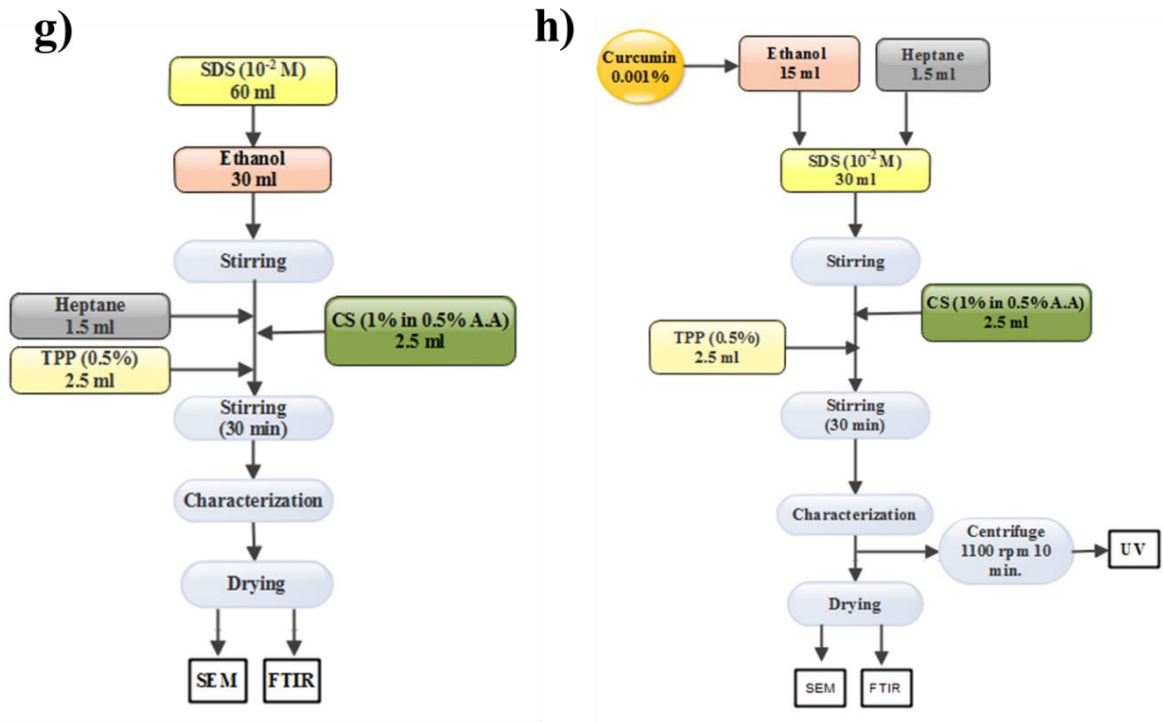 g)
SDS (10⁻² M)
60 ml
Ethanol
30 ml
Stirring
Heptane
1.5 ml
CS (1% in 0.5% A.A)
2.5 ml
TPP (0.5%)
2.5 ml
Stirring
(30 min)
Characterization
Drying
SEM
FTIR
h)
Curcumin
0.001%
Ethanol
15 ml
Heptane
1.5 ml
SDS (10⁻² M)
30 ml
Stirring
CS (1% in 0.5% A.A)
2.5 ml
TPP (0.5%)
2.5 ml
Stirring
(30 min)
Characterization
Centrifuge
1100 rpm 10
min.
UV
Drying
SEM
FTIR